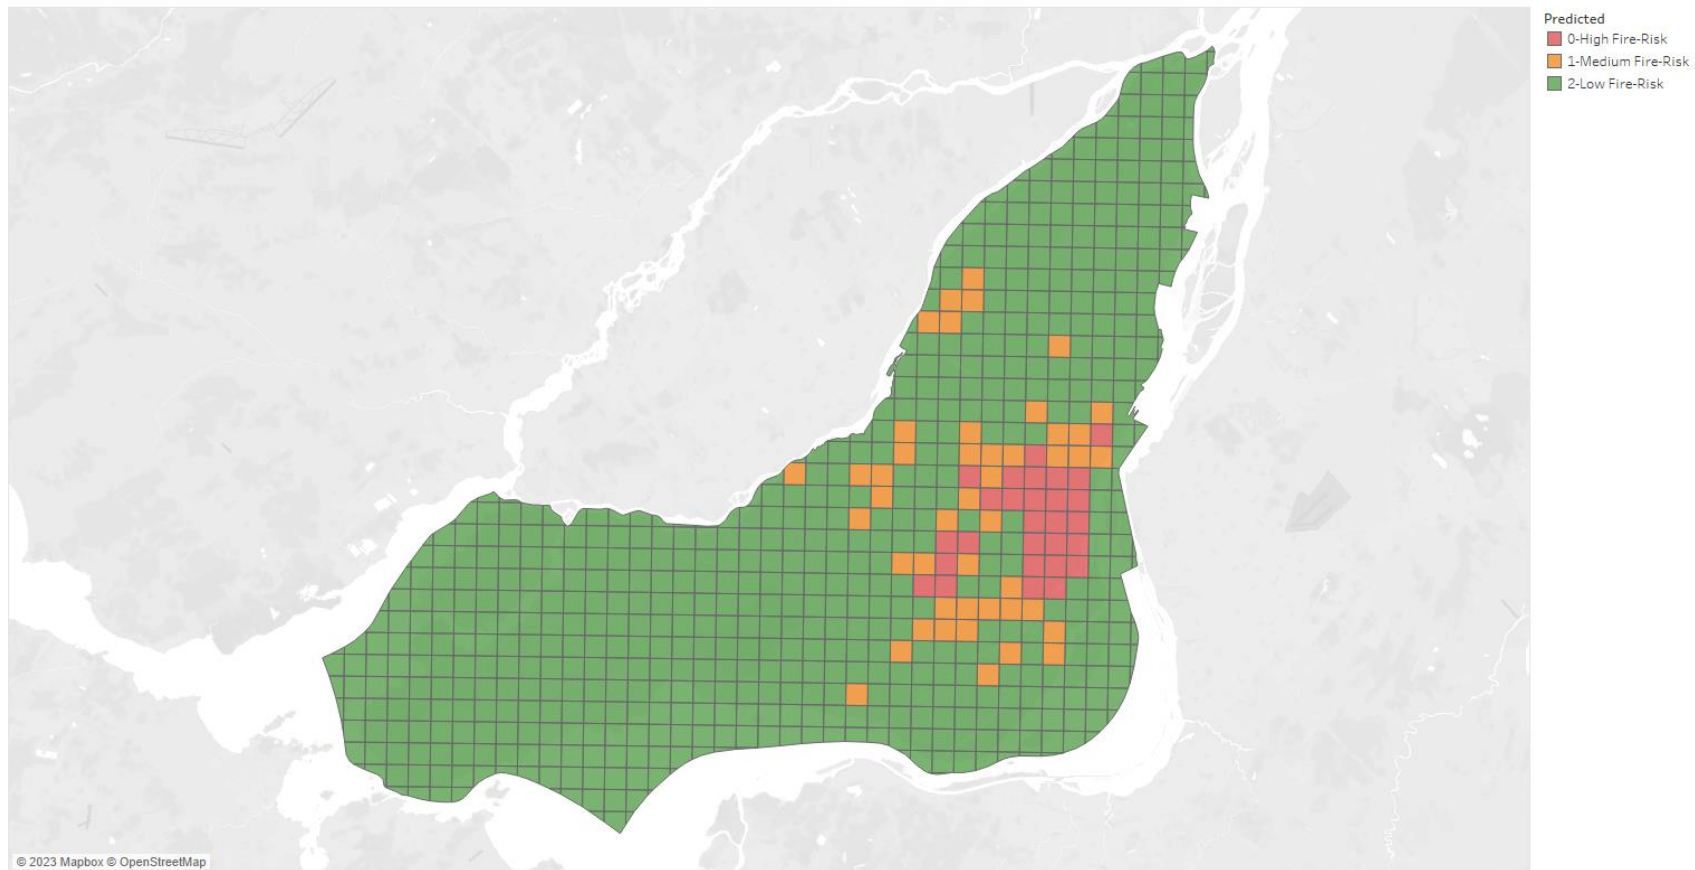 Predicted
0-High Fire-Risk
1-Medium Fire-Risk
2-Low Fire-Risk
© 2023 Mapbox © OpenStreetMap